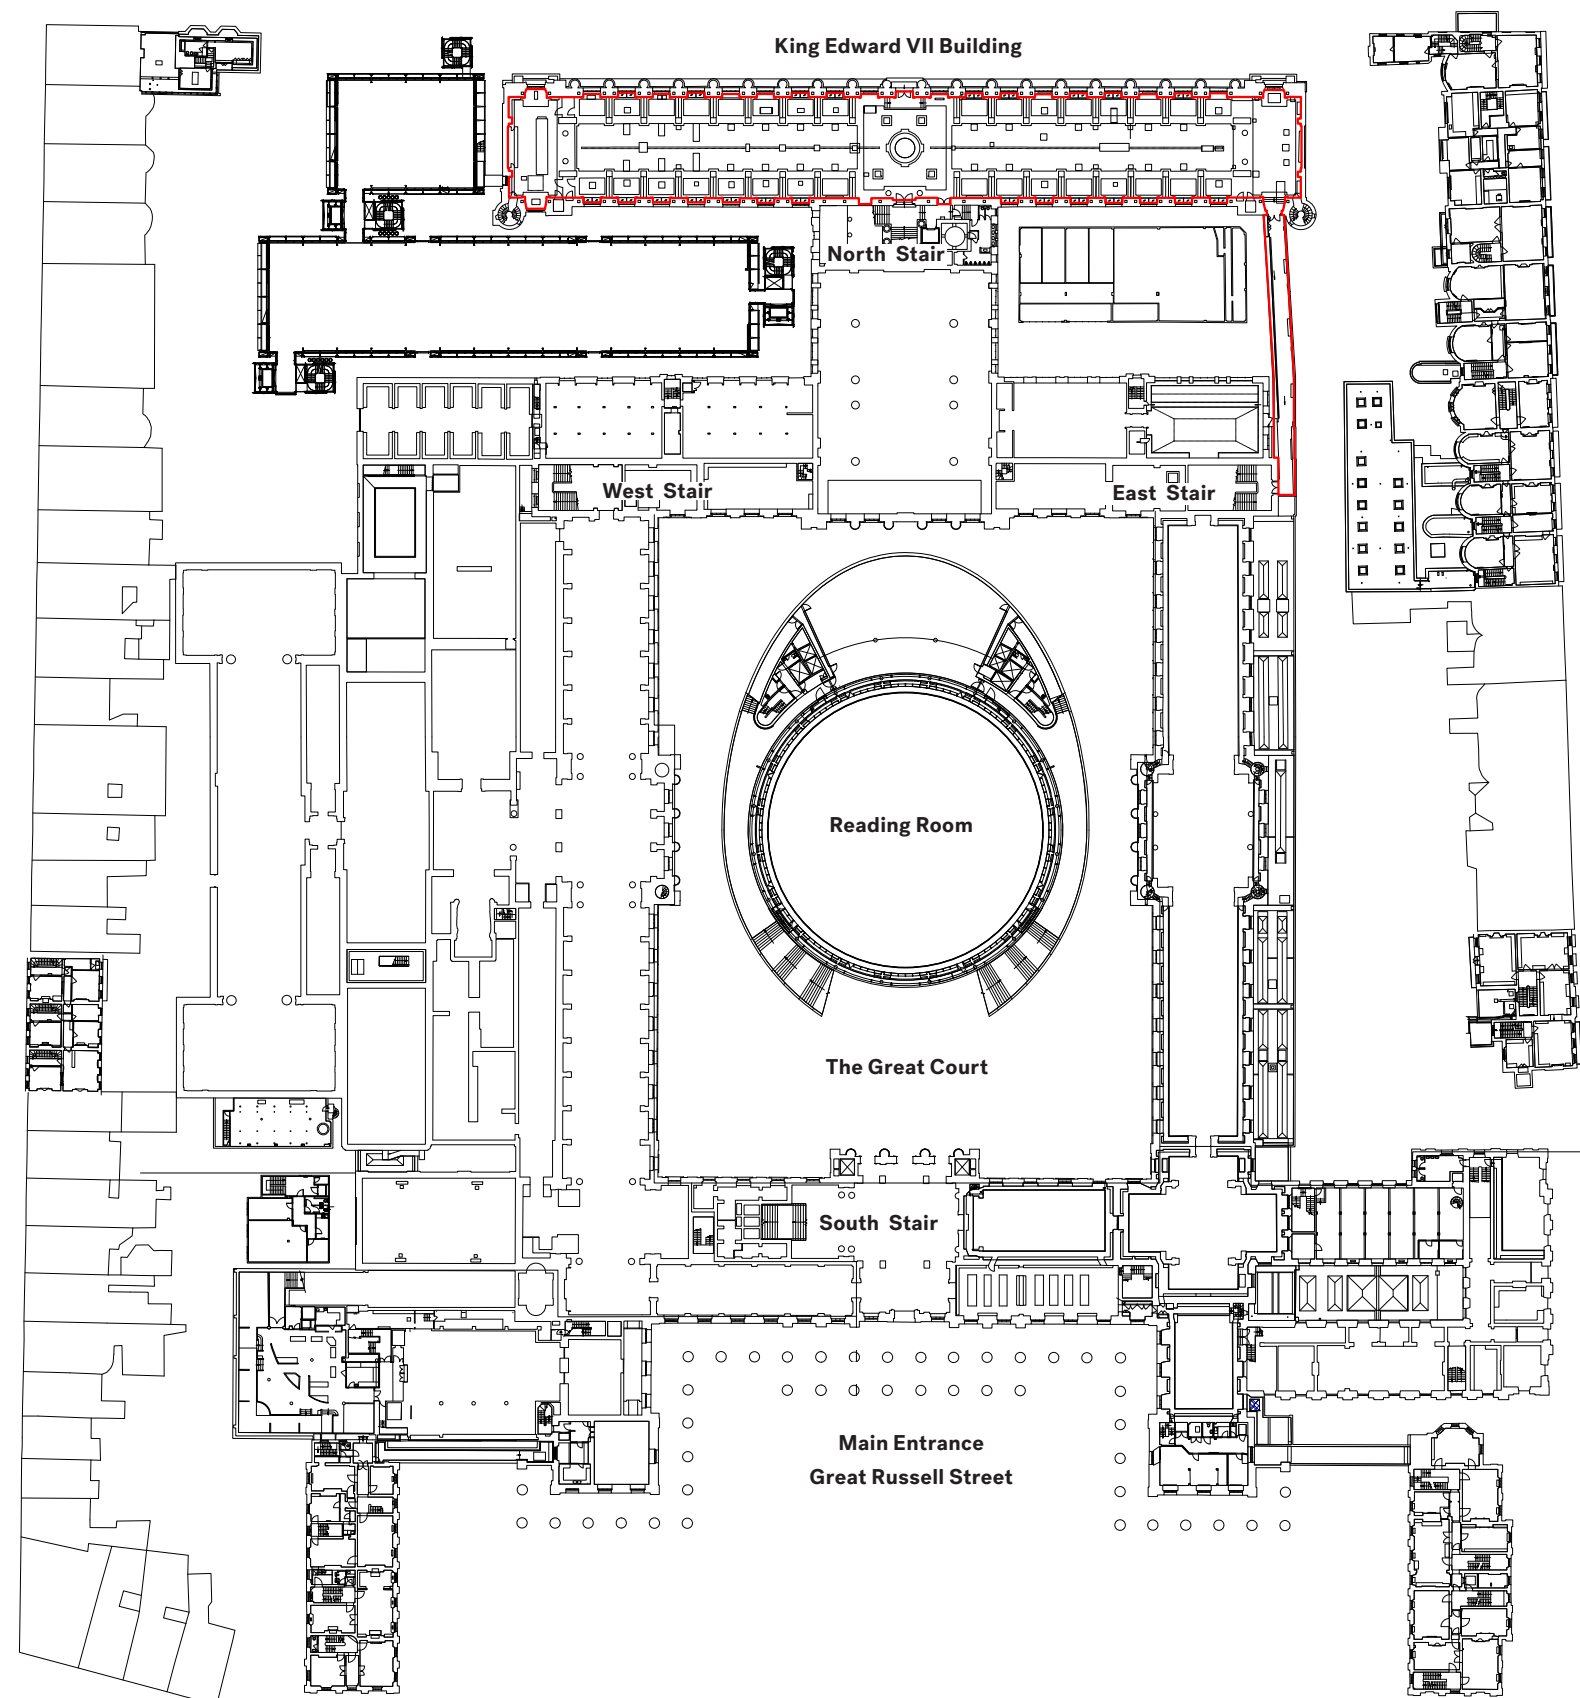 King Edward VII Building
North Stair
West Stair
East Stair
Reading Room
The Great Court
South Stair
Main Entrance
Great Russell Street